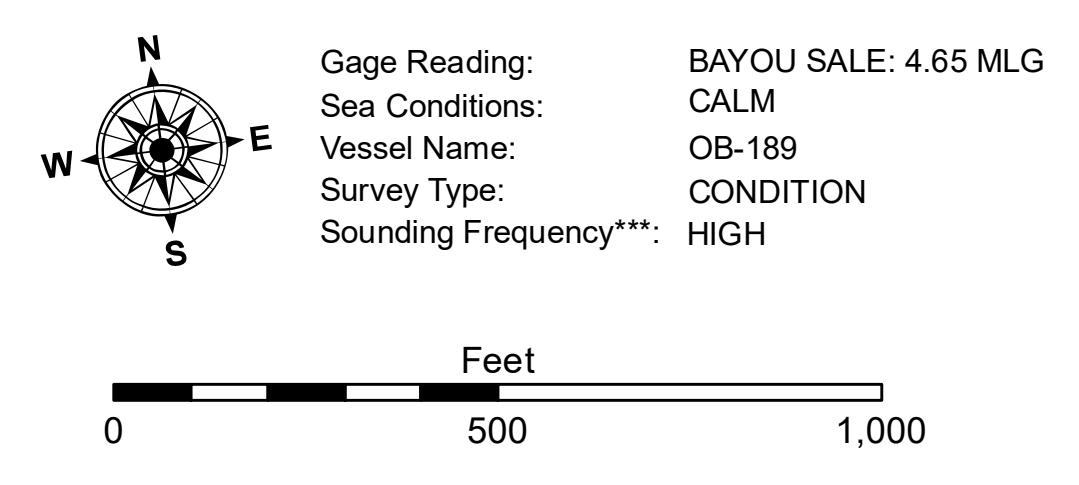 N
W
E
S
Gage Reading: BAYOU SALE: 4.65 MLG
Sea Conditions: CALM
Vessel Name: OB-189
Survey Type: CONDITION
Sounding Frequency***: HIGH
Feet
0 500 1,000